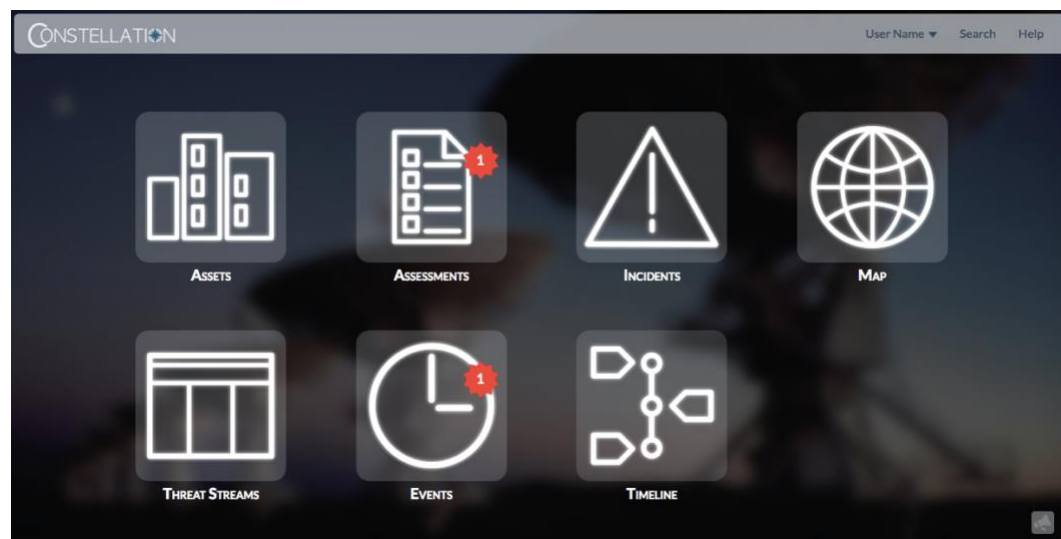 CONSTELLATION
User Name Search Help
1
ASSETS ASSESSMENTS INCIDENTS MAP
1
THREAT STREAMS EVENTS TIMELINE